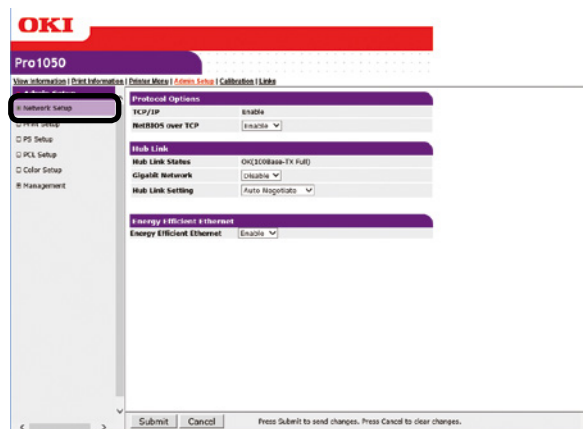 OKI
Pro1050
View Information | Print Information | Printer Menu | Admin Setup | Calibration | Links
Admin Setup
Network Setup
Print Setup
PS Setup
PCL Setup
Color Setup
Management
Protocol Options
TCP/IP Enable
NetBIOS over TCP Enable
Hub Link
Hub Link Status OK(100Base-TX Full)
Gigabit Network Disable
Hub Link Setting Auto Negotiate
Energy Efficient Ethernet
Energy Efficient Ethernet Enable
Submit Cancel Press Submit to send changes. Press Cancel to clear changes.